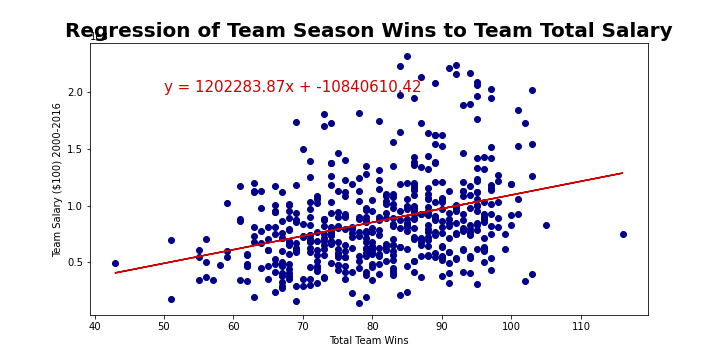 Regression of Team Season Wins to Team Total Salary
y = 1202283.87x + -10840610.42
Team Salary ($100) 2000-2016
2.0
1.5
1.0
0.5
40 50 60 70 80 90 100 110
Total Team Wins